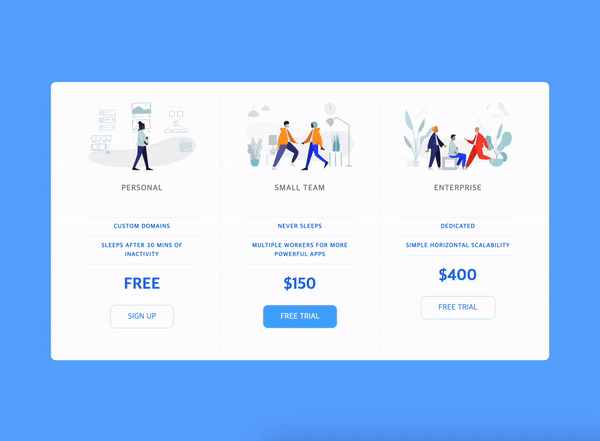 PERSONAL
CUSTOM DOMAINS
SLEEPS AFTER 30 MINS OF
INACTIVITY
FREE
SIGN UP
SMALL TEAM
NEVER SLEEPS
MULTIPLE WORKERS FOR MORE
POWERFUL APPS
$150
FREE TRIAL
ENTERPRISE
DEDICATED
SIMPLE HORIZONTAL SCALABILITY
$400
FREE TRIAL